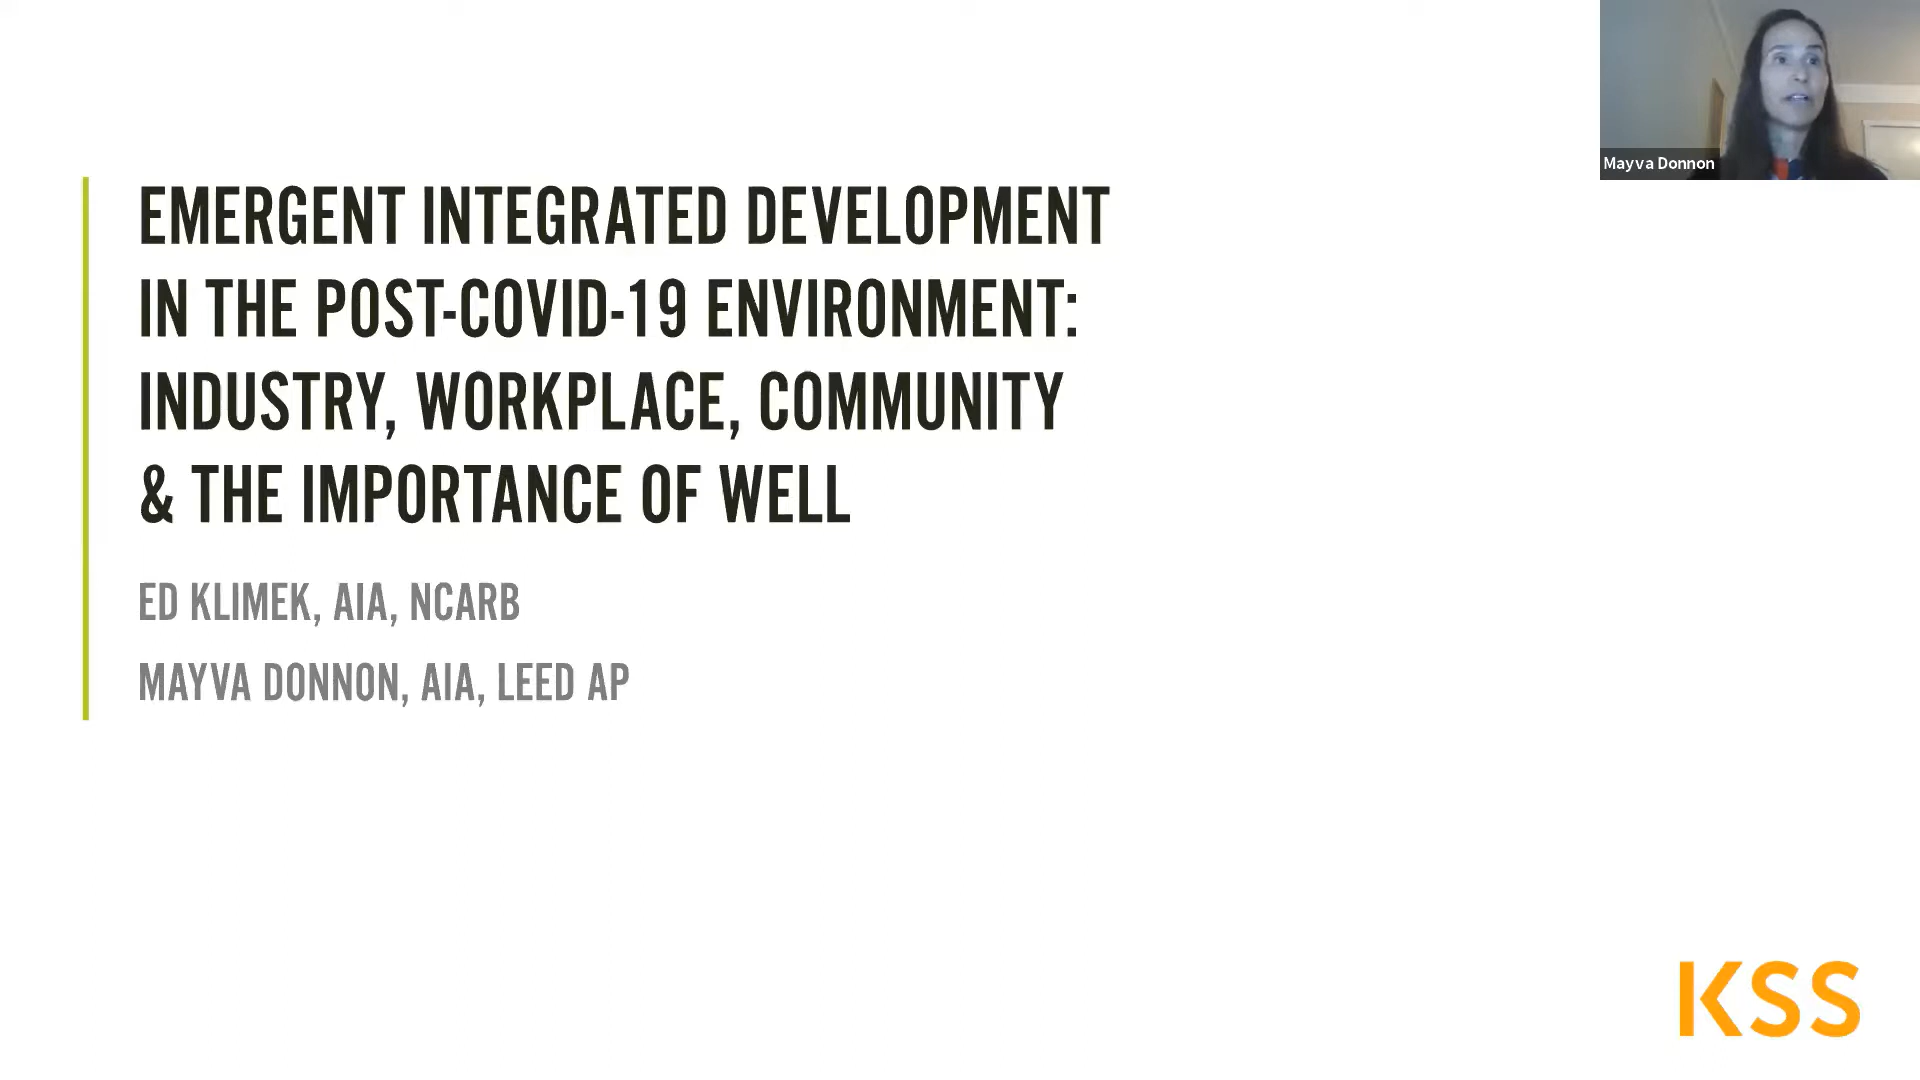 EMERGENT INTEGRATED DEVELOPMENT
IN THE POST-COVID-19 ENVIRONMENT:
INDUSTRY, WORKPLACE, COMMUNITY
& THE IMPORTANCE OF WELL
ED KLIMEK, AIA, NCARB
MAYVA DONNON, AIA, LEED AP
Mayva Donnon
KSS